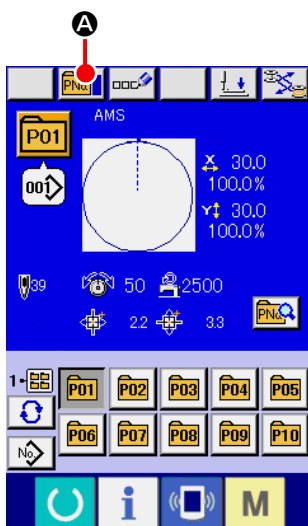 A
PNo.
AMS
P01
X 30.0
100.0%
001
Y 30.0
100.0%
39
50 2500
2.2 3.3
PNo.
1-
P01 P02 P03 P04 P05
P06 P07 P08 P09 P10
No.
i M